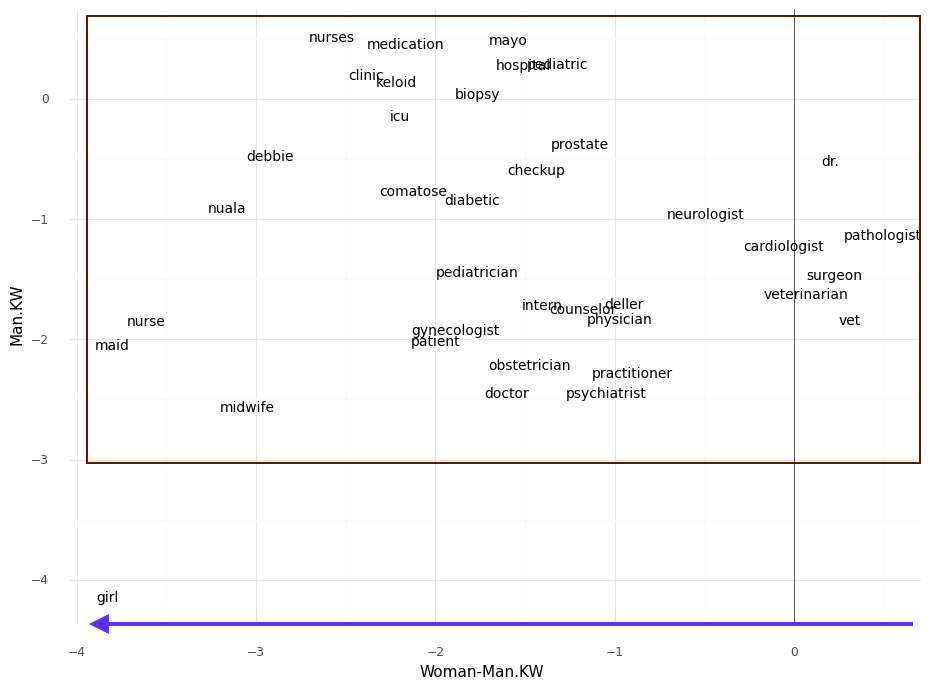 nurses
mayo
medication
hospital
pediatric
clinic
keloid
biopsy
0
icu
prostate
debbie
dr.
checkup
comatose
diabetic
nuala
neurologist
−1
pathologist
cardiologist
pediatrician
surgeon
veterinarian
intern
deller
counselor
physician
vet
nurse
gynecologist
−2
patient
maid
obstetrician
practitioner
doctor
psychiatrist
midwife
−3
−4
girl
Man.KW
−4 −3 −2 −1 0
Woman-Man.KW